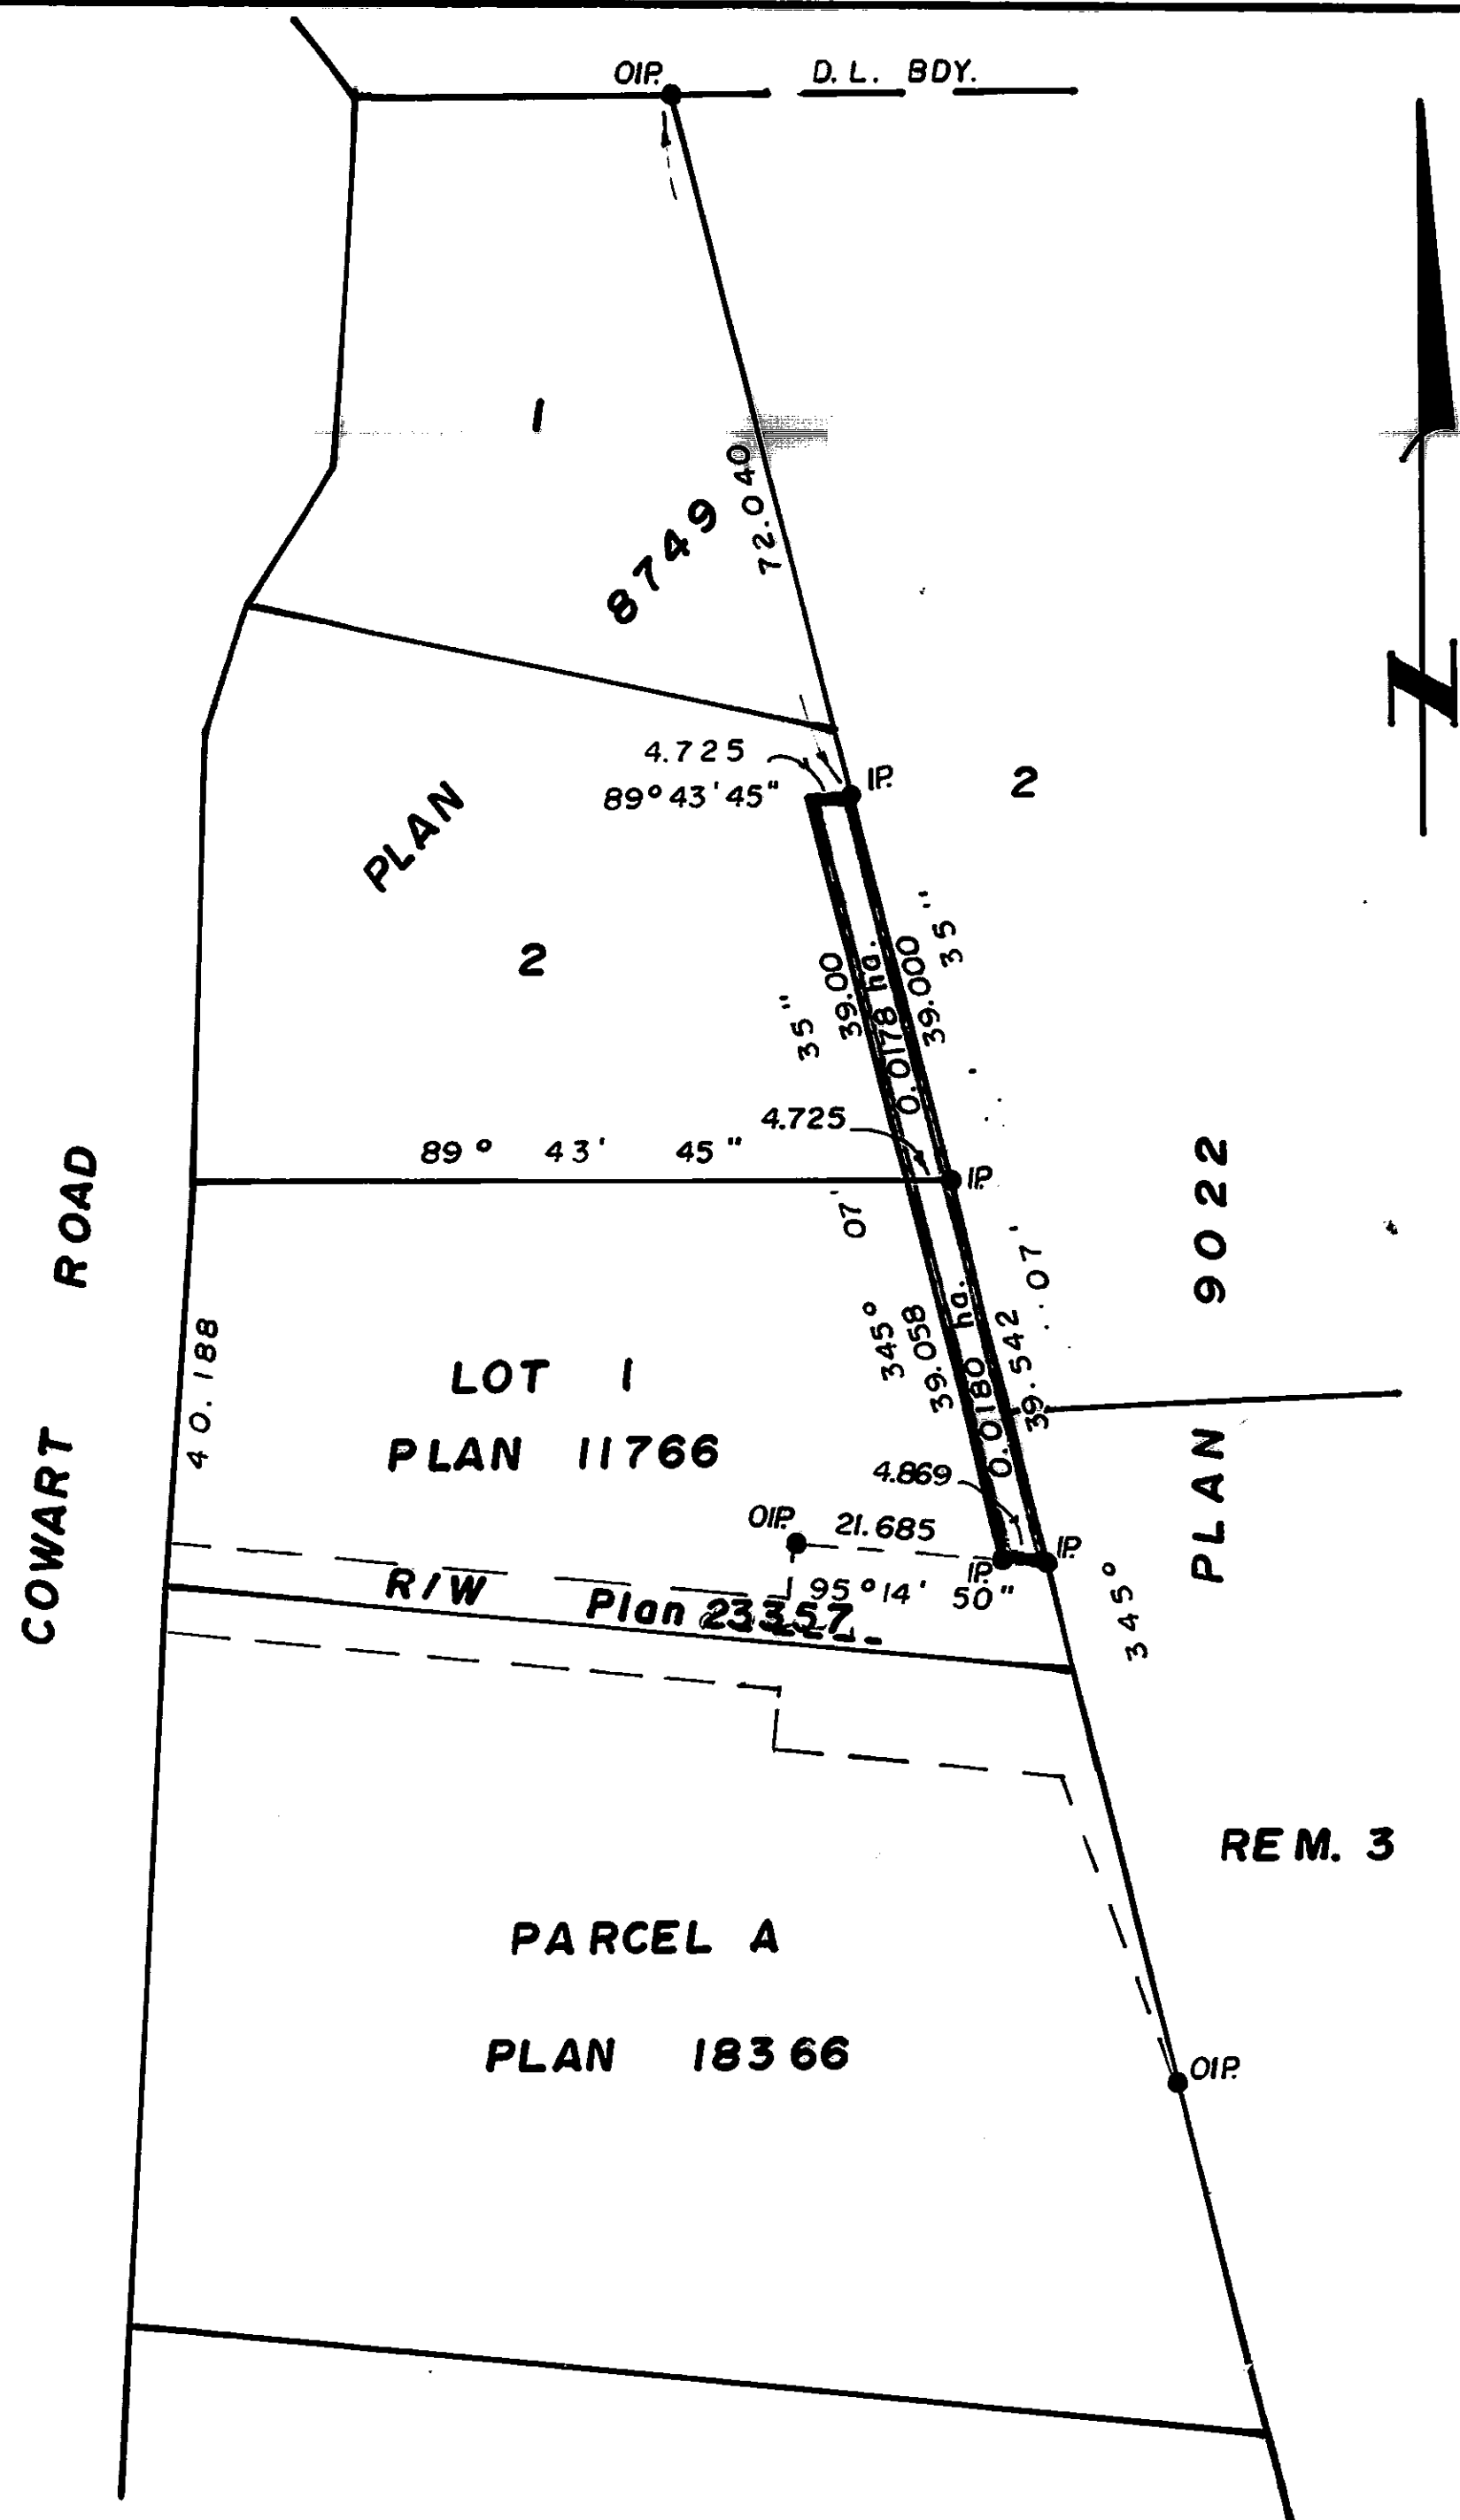 OIP.
D. L. BDY.
1
72.040
8749
N
4.725
89° 43' 45"
IP.
2
PLAN
2
39.00
0.0178 ha.
39.000
35"
35"
4.725
89° 43' 45"
IP.
07'
9022
COWART ROAD
40.188
345°
39.058
0.0180 ha.
39.542
07'
LOT 1
PLAN 11766
PLAN
4.869
OIP.
21.685
IP.
IP.
95° 14' 50"
345°
R/W Plan 23357
REM. 3
PARCEL A
PLAN 18366
OIP.